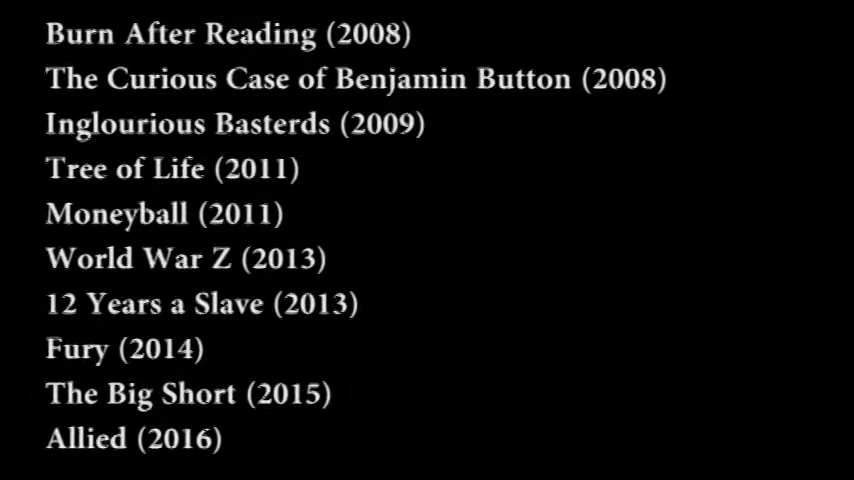 Burn After Reading (2008)
The Curious Case of Benjamin Button (2008)
Inglourious Basterds (2009)
Tree of Life (2011)
Moneyball (2011)
World War Z (2013)
12 Years a Slave (2013)
Fury (2014)
The Big Short (2015)
Allied (2016)